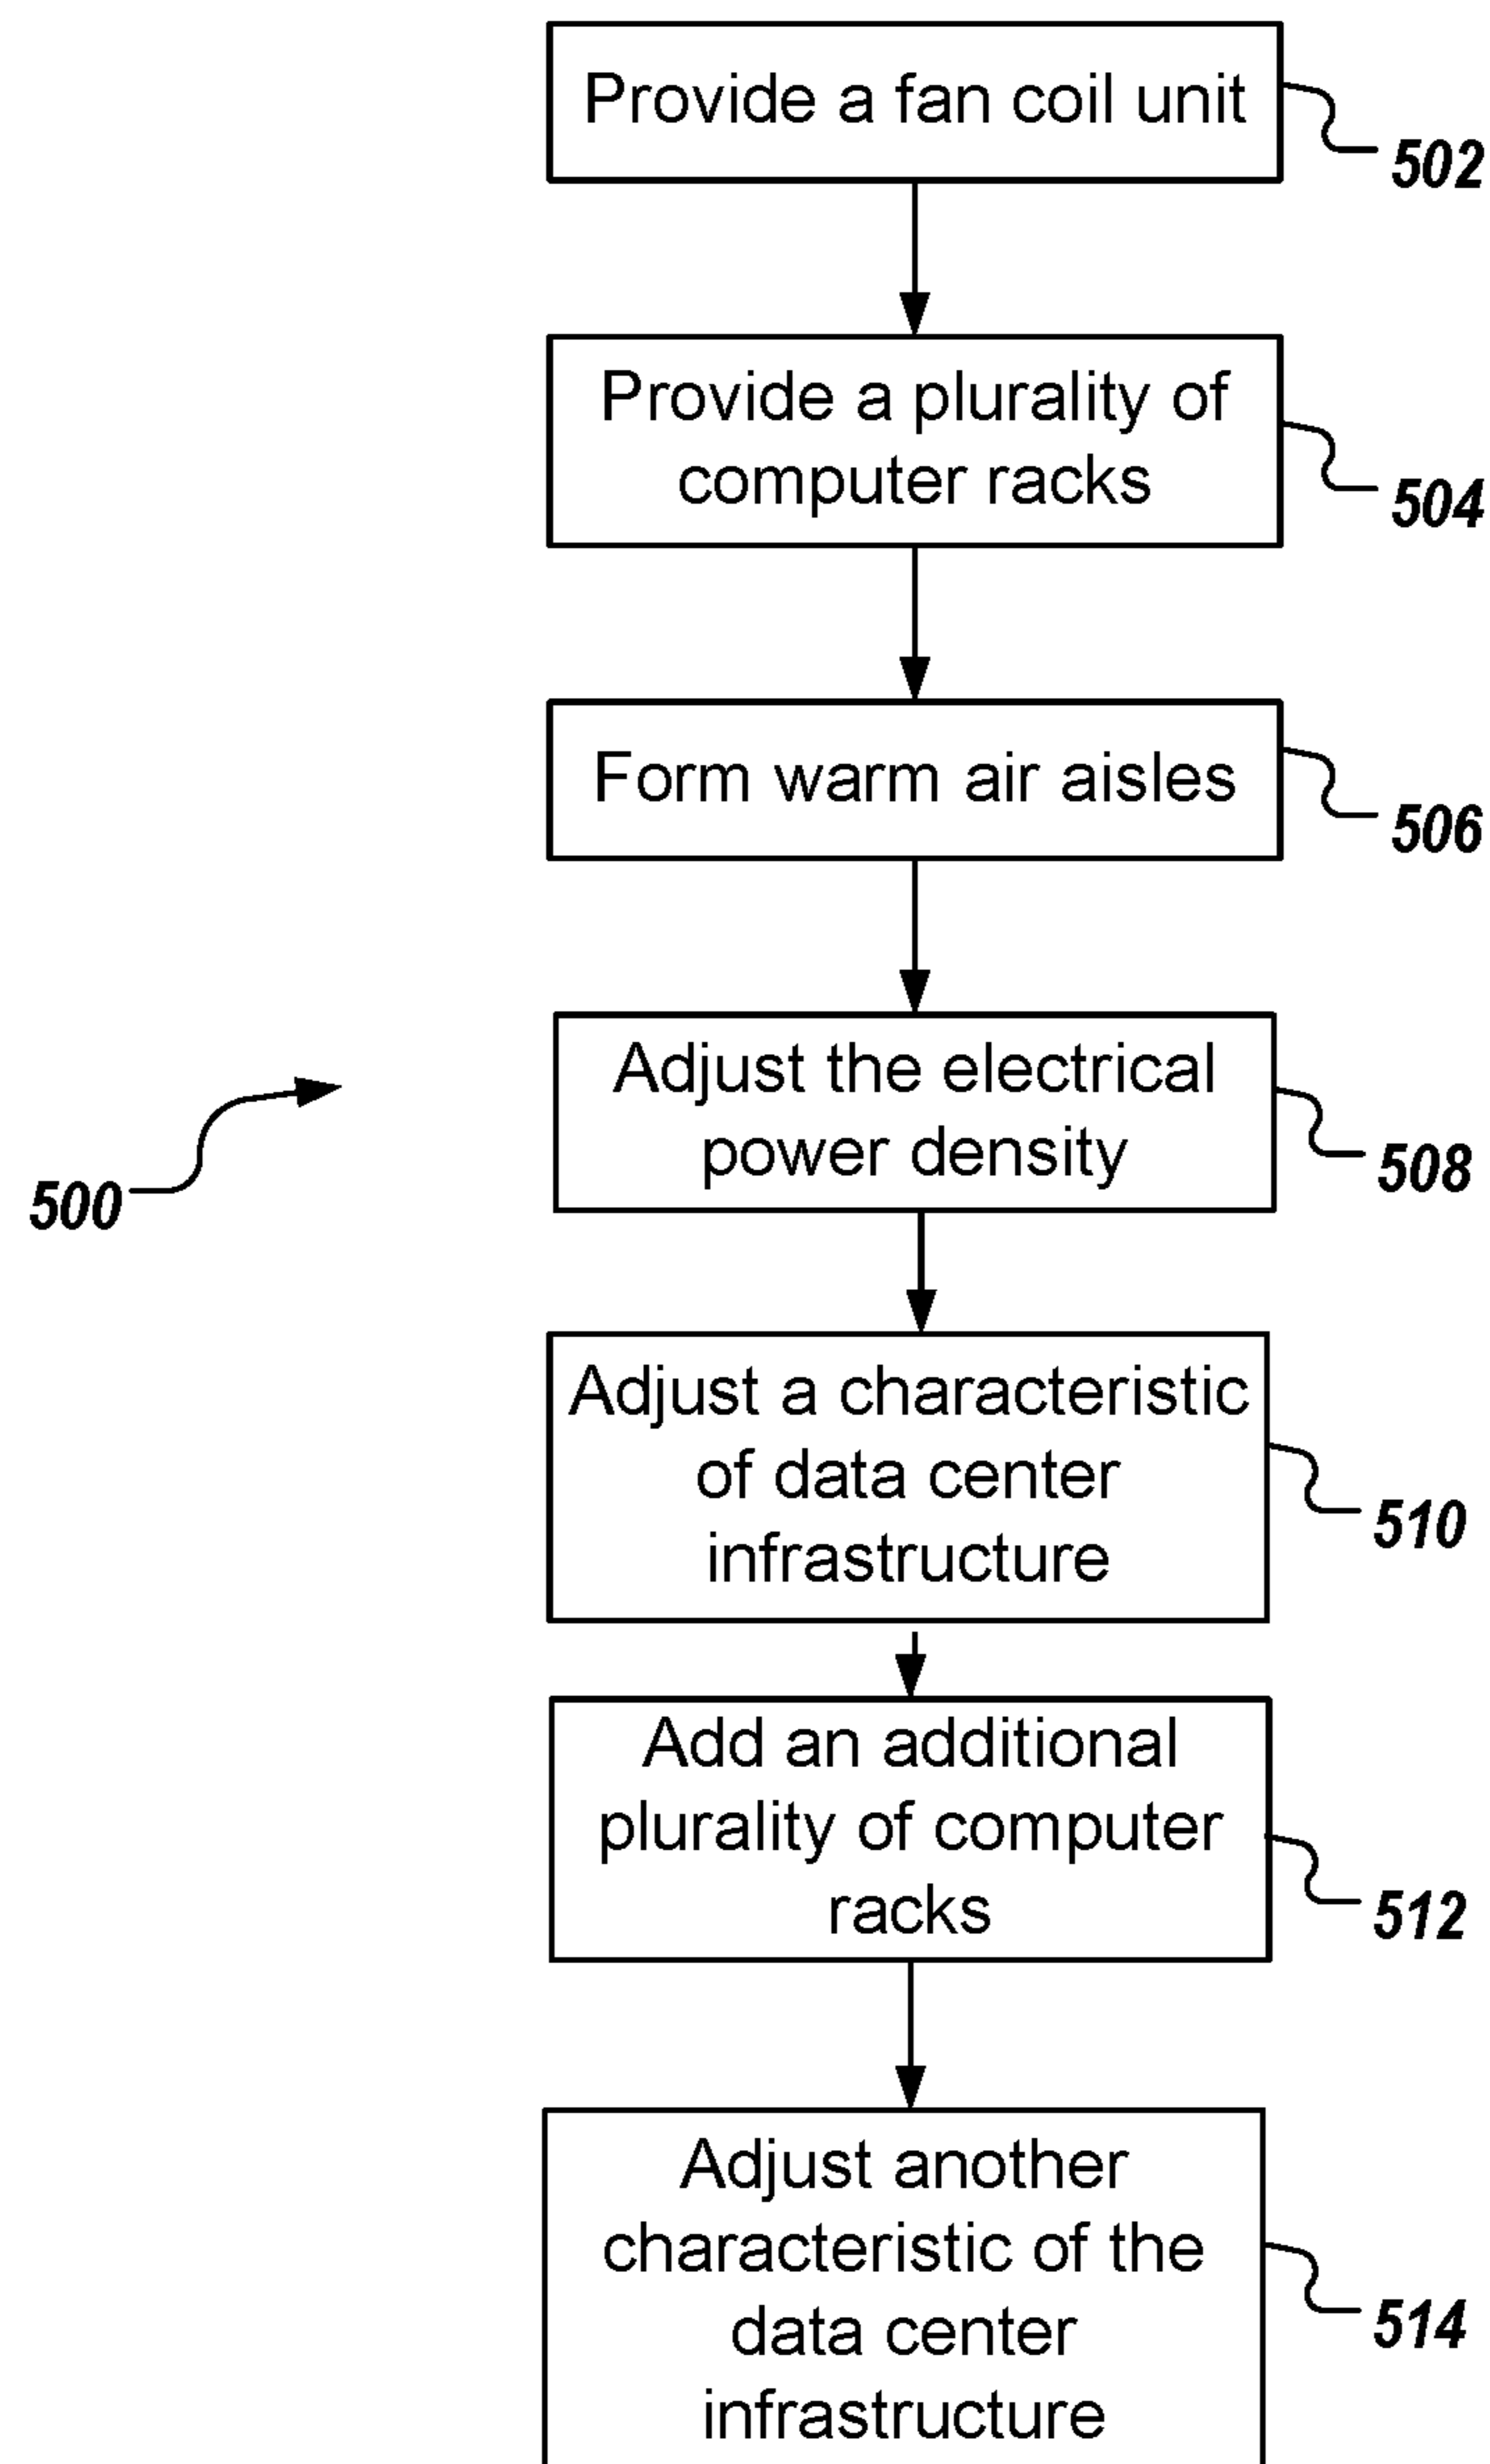 Provide a fan coil unit
502
Provide a plurality of
computer racks
504
Form warm air aisles
506
Adjust the electrical
power density
508
500
Adjust a characteristic
of data center
infrastructure
510
Add an additional
plurality of computer
racks
512
Adjust another
characteristic of the
data center
infrastructure
514